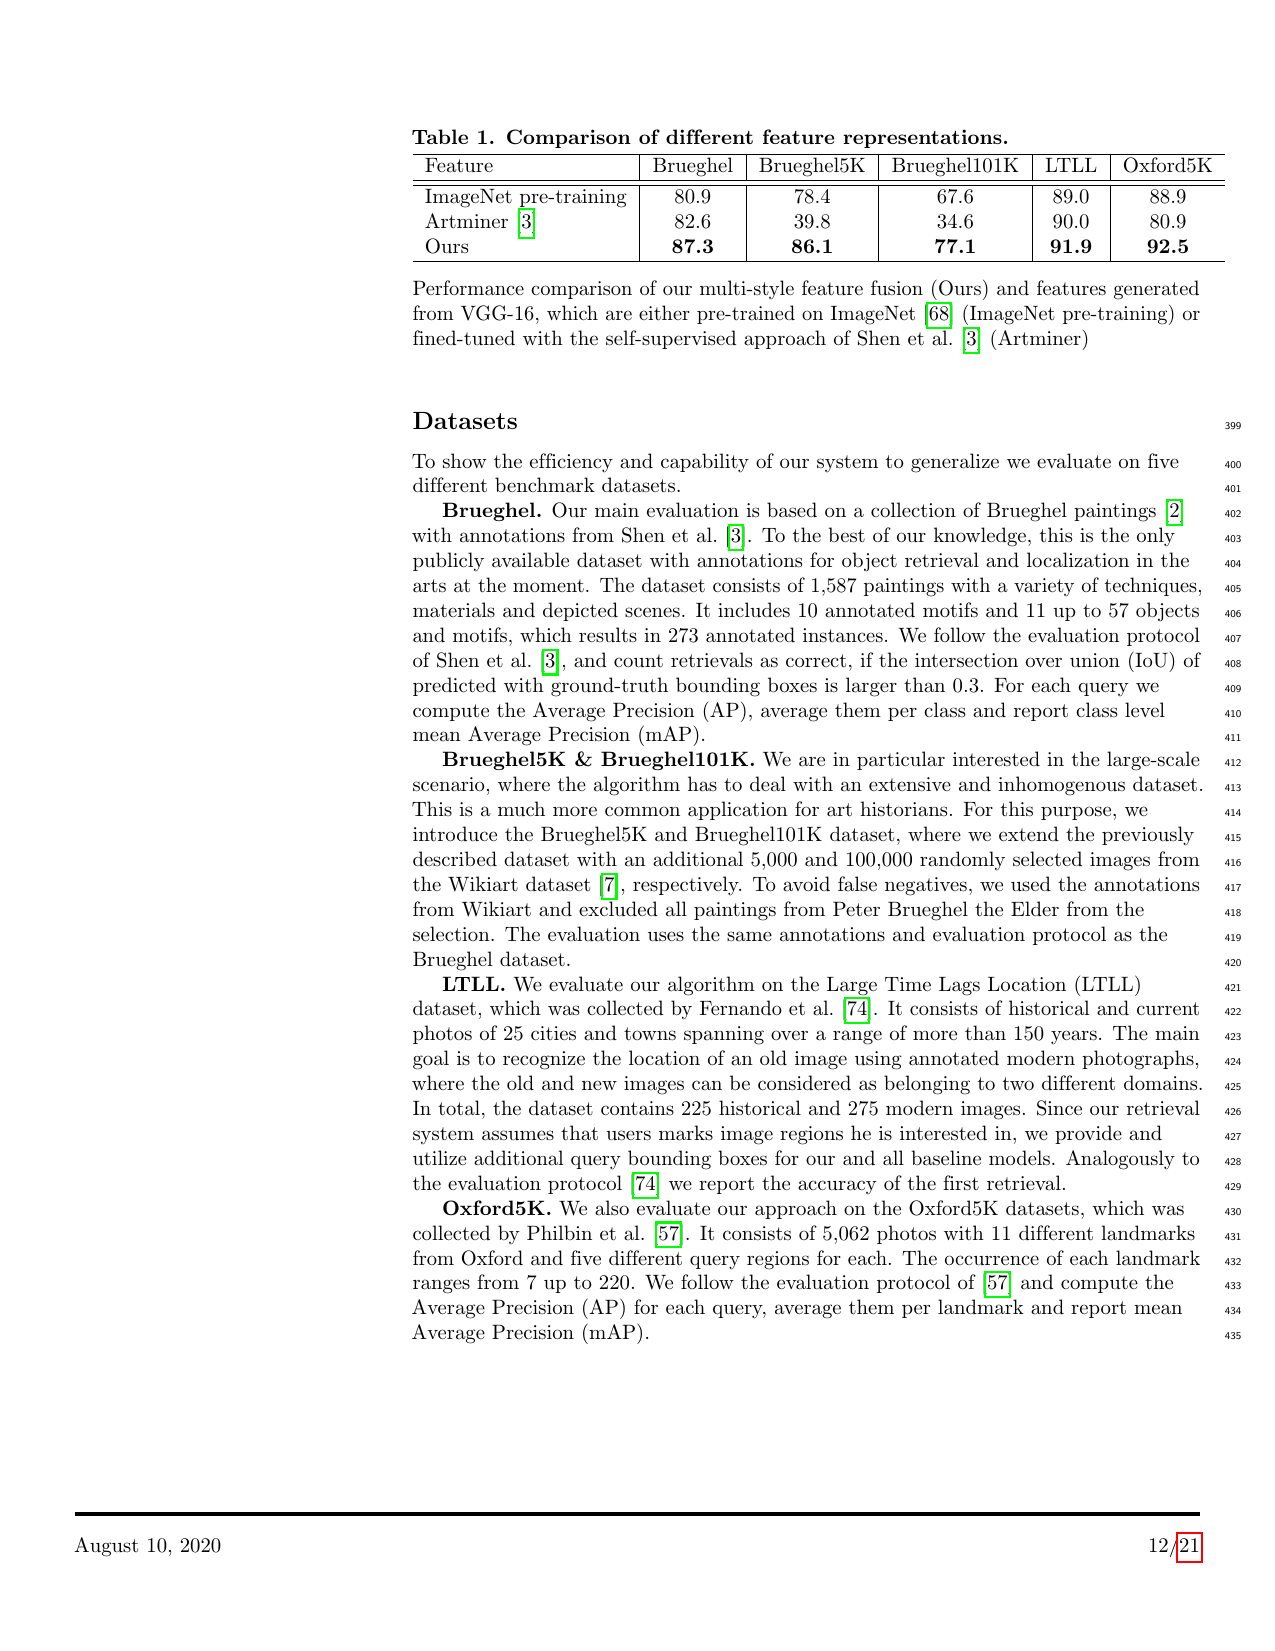 Table 1. Comparison of different feature representations.
Feature Brueghel Brueghel5K Brueghel101K LTLL Oxford5K
ImageNet pre-training 80.9 78.4 67.6 89.0 88.9
Artminer [3] 82.6 39.8 34.6 90.0 80.9
Ours 87.3 86.1 77.1 91.9 92.5
Performance comparison of our multi-style feature fusion (Ours) and features generated
from VGG-16, which are either pre-trained on ImageNet [68] (ImageNet pre-training) or
fined-tuned with the self-supervised approach of Shen et al. [3] (Artminer)
Datasets 399
To show the efficiency and capability of our system to generalize we evaluate on five 400
different benchmark datasets. 401
Brueghel. Our main evaluation is based on a collection of Brueghel paintings [2] 402
with annotations from Shen et al. [3]. To the best of our knowledge, this is the only 403
publicly available dataset with annotations for object retrieval and localization in the 404
arts at the moment. The dataset consists of 1,587 paintings with a variety of techniques, 405
materials and depicted scenes. It includes 10 annotated motifs and 11 up to 57 objects 406
and motifs, which results in 273 annotated instances. We follow the evaluation protocol 407
of Shen et al. [3], and count retrievals as correct, if the intersection over union (IoU) of 408
predicted with ground-truth bounding boxes is larger than 0.3. For each query we 409
compute the Average Precision (AP), average them per class and report class level 410
mean Average Precision (mAP). 411
Brueghel5K & Brueghel101K. We are in particular interested in the large-scale 412
scenario, where the algorithm has to deal with an extensive and inhomogenous dataset. 413
This is a much more common application for art historians. For this purpose, we 414
introduce the Brueghel5K and Brueghel101K dataset, where we extend the previously 415
described dataset with an additional 5,000 and 100,000 randomly selected images from 416
the Wikiart dataset [7], respectively. To avoid false negatives, we used the annotations 417
from Wikiart and excluded all paintings from Peter Brueghel the Elder from the 418
selection. The evaluation uses the same annotations and evaluation protocol as the 419
Brueghel dataset. 420
LTLL. We evaluate our algorithm on the Large Time Lags Location (LTLL) 421
dataset, which was collected by Fernando et al. [74]. It consists of historical and current 422
photos of 25 cities and towns spanning over a range of more than 150 years. The main 423
goal is to recognize the location of an old image using annotated modern photographs, 424
where the old and new images can be considered as belonging to two different domains. 425
In total, the dataset contains 225 historical and 275 modern images. Since our retrieval 426
system assumes that users marks image regions he is interested in, we provide and 427
utilize additional query bounding boxes for our and all baseline models. Analogously to 428
the evaluation protocol [74] we report the accuracy of the first retrieval. 429
Oxford5K. We also evaluate our approach on the Oxford5K datasets, which was 430
collected by Philbin et al. [57]. It consists of 5,062 photos with 11 different landmarks 431
from Oxford and five different query regions for each. The occurrence of each landmark 432
ranges from 7 up to 220. We follow the evaluation protocol of [57] and compute the 433
Average Precision (AP) for each query, average them per landmark and report mean 434
Average Precision (mAP). 435
August 10, 2020 12/21